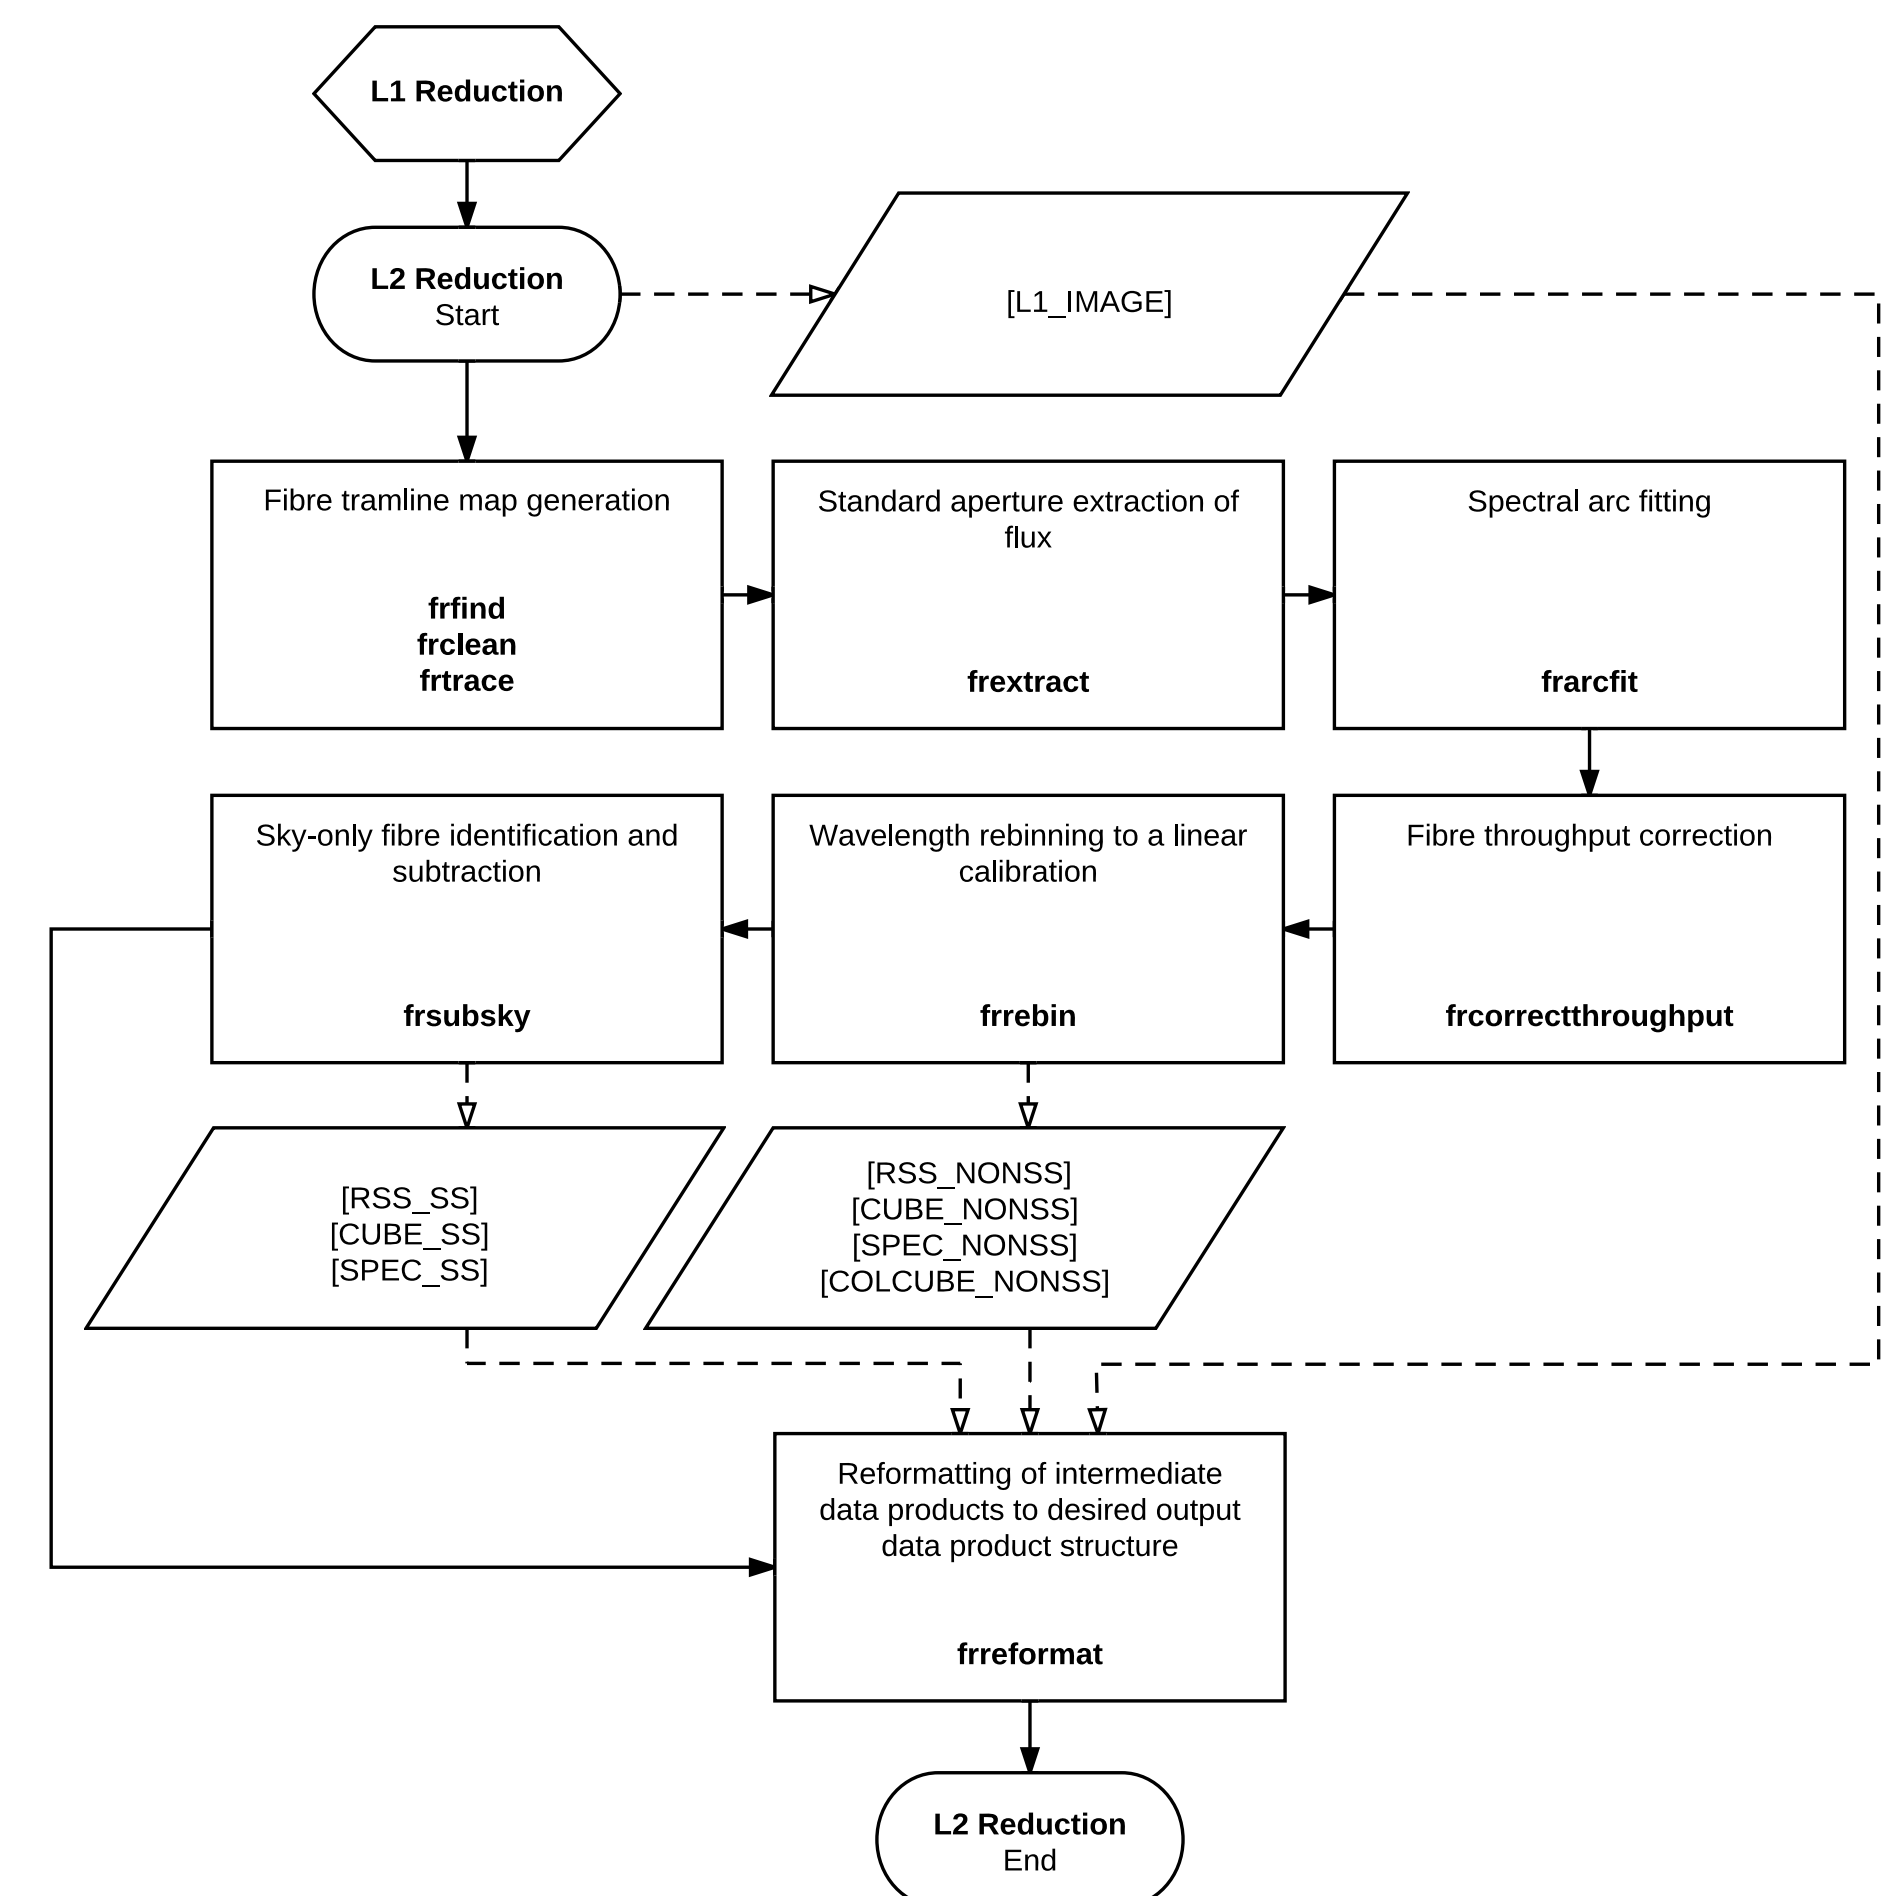 L1 Reduction
L2 Reduction
Start
[L1_IMAGE]
Fibre tramline map generation
frfind
frclean
frtrace
Standard aperture extraction of
flux
frextract
Spectral arc fitting
frarcfit
Sky-only fibre identification and
subtraction
frsubsky
Wavelength rebinning to a linear
calibration
frrebin
Fibre throughput correction
frcorrectthroughput
[RSS_SS]
[CUBE_SS]
[SPEC_SS]
[RSS_NONSS]
[CUBE_NONSS]
[SPEC_NONSS]
[COLCUBE_NONSS]
Reformatting of intermediate
data products to desired output
data product structure
frreformat
L2 Reduction
End